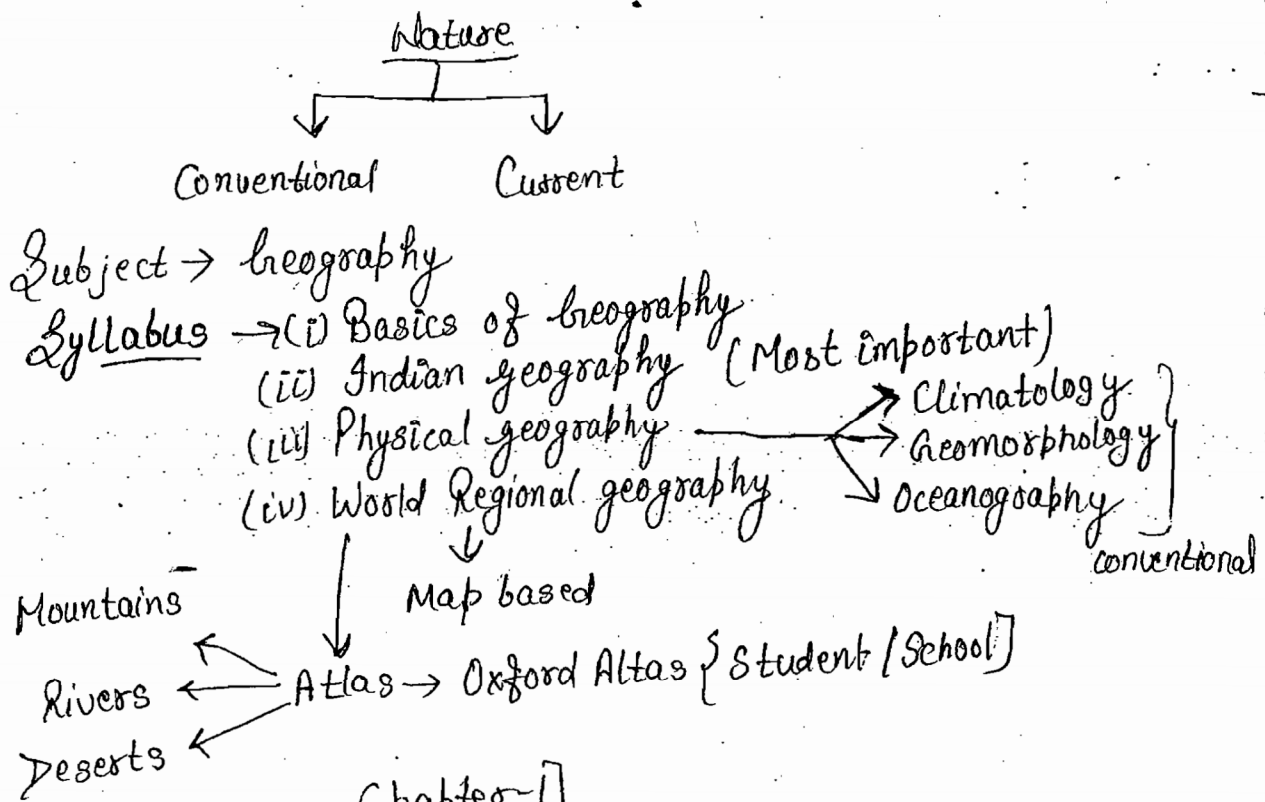 Nature
Conventional Current
Subject → Geography
Syllabus → (i) Basics of Geography
(ii) Indian geography (Most important)
(iii) Physical geography → Climatology
→ Geomorphology
→ Oceanography
conventional
(iv) World Regional geography
Map based
Mountains
Rivers
Deserts
Atlas → Oxford Altas {Student / School]
Chapter-1]